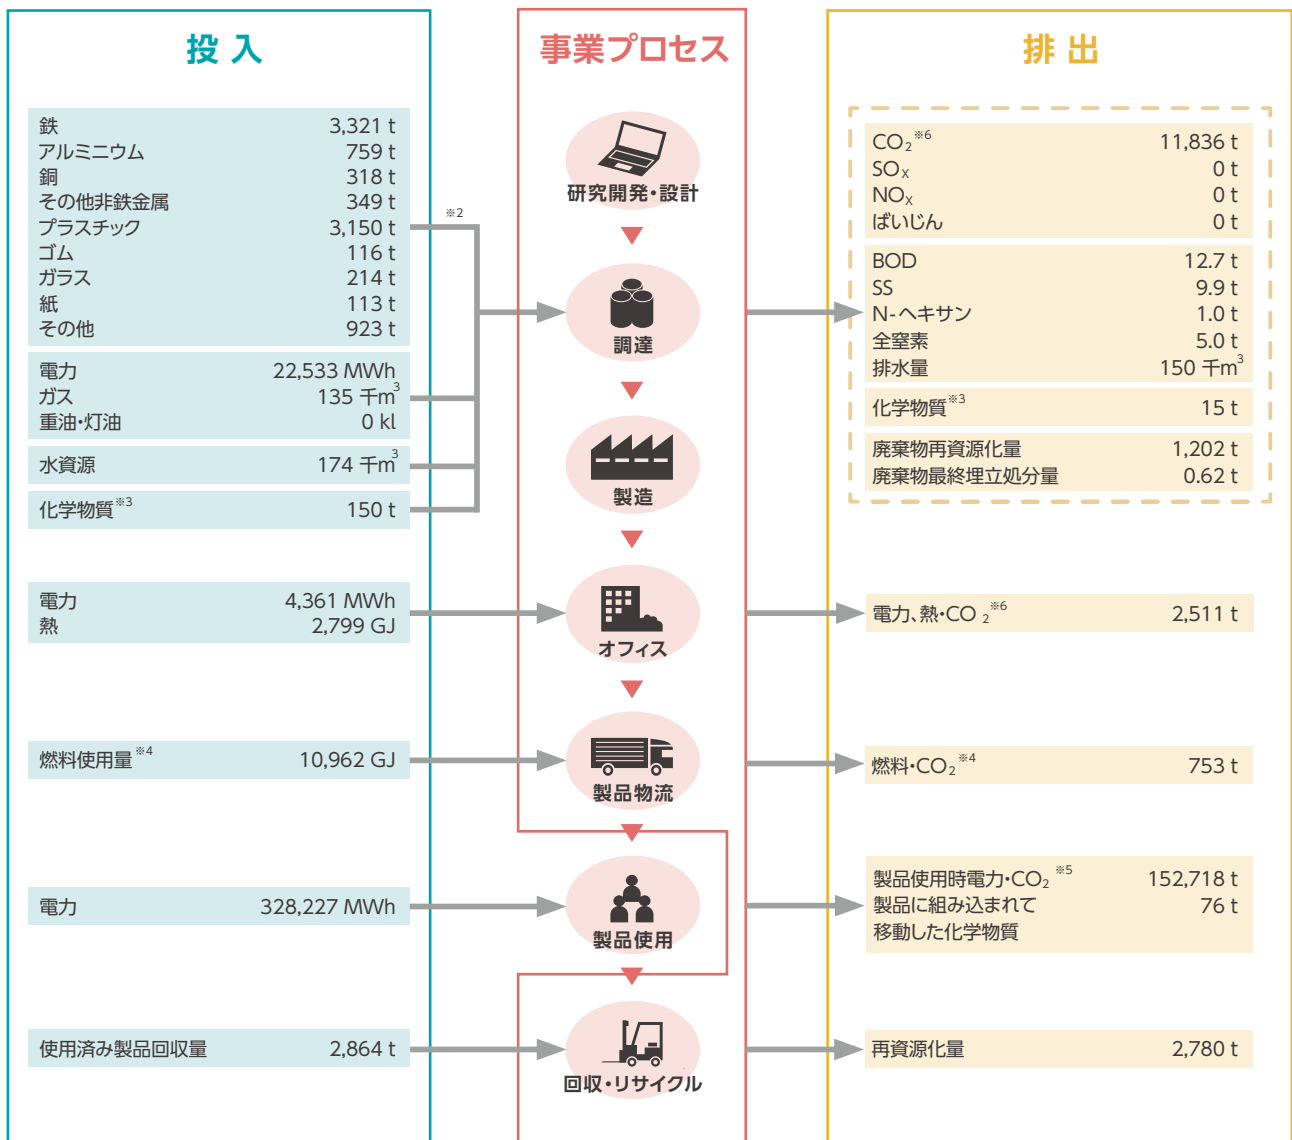 投入
鉄 3,321 t
アルミニウム 759 t
銅 318 t
その他非鉄金属 349 t
プラスチック 3,150 t
ゴム 116 t
ガラス 214 t
紙 113 t
その他 923 t
※2
電力 22,533 MWh
ガス 135 千m³
重油・灯油 0 kl
水資源 174 千m³
化学物質※3 150 t
電力 4,361 MWh
熱 2,799 GJ
燃料使用量※4 10,962 GJ
電力 328,227 MWh
使用済み製品回収量 2,864 t
事業プロセス
研究開発・設計
調達
製造
オフィス
製品物流
製品使用
回収・リサイクル
排出
CO₂※6 11,836 t
SOx 0 t
NOx 0 t
ばいじん 0 t
BOD 12.7 t
SS 9.9 t
N-ヘキサン 1.0 t
全窒素 5.0 t
排水量 150 千m³
化学物質※3 15 t
廃棄物再資源化量 1,202 t
廃棄物最終埋立処分量 0.62 t
電力、熱・CO₂※6 2,511 t
燃料・CO₂※4 753 t
製品使用時電力・CO₂※5 152,718 t
製品に組み込まれて 76 t
移動した化学物質
再資源化量 2,780 t